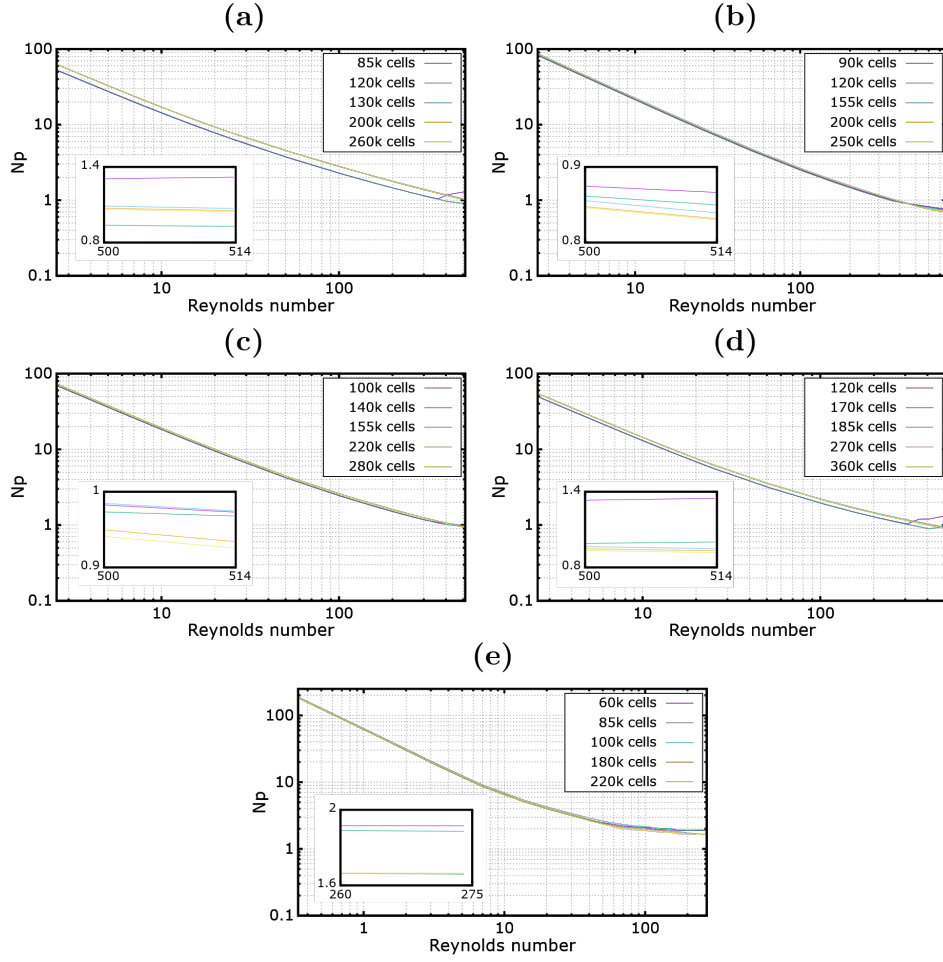 (a)
100
10
1
0.1
Np
85k cells
120k cells
130k cells
200k cells
260k cells
1.4
0.8
500
514
10
100
Reynolds number
(b)
100
10
1
0.1
Np
90k cells
120k cells
155k cells
200k cells
250k cells
0.9
0.8
500
514
10
100
Reynolds number
(c)
100
10
1
0.1
Np
100k cells
140k cells
155k cells
220k cells
280k cells
1
0.9
500
514
10
100
Reynolds number
(d)
100
10
1
0.1
Np
120k cells
170k cells
185k cells
270k cells
360k cells
1.4
0.8
500
514
10
100
Reynolds number
(e)
100
10
1
0.1
Np
60k cells
85k cells
100k cells
180k cells
220k cells
2
1.6
260
275
1
10
100
Reynolds number